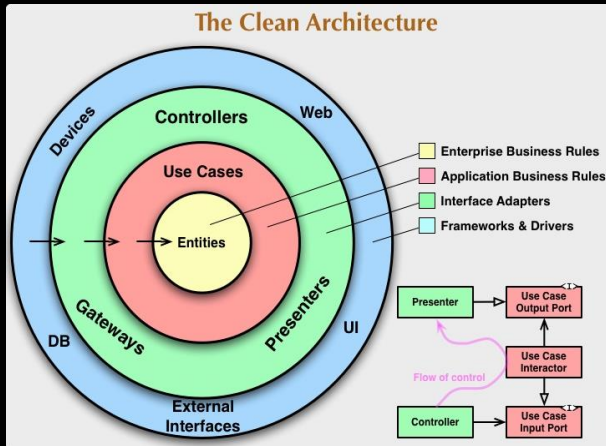 The Clean Architecture
Devices
Web
Controllers
Use Cases
Entities
Gateways
Presenters
DB
UI
External
Interfaces
Enterprise Business Rules
Application Business Rules
Interface Adapters
Frameworks & Drivers
Presenter
Use Case
Output Port
Flow of control
Use Case
Interactor
Controller
Use Case
Input Port